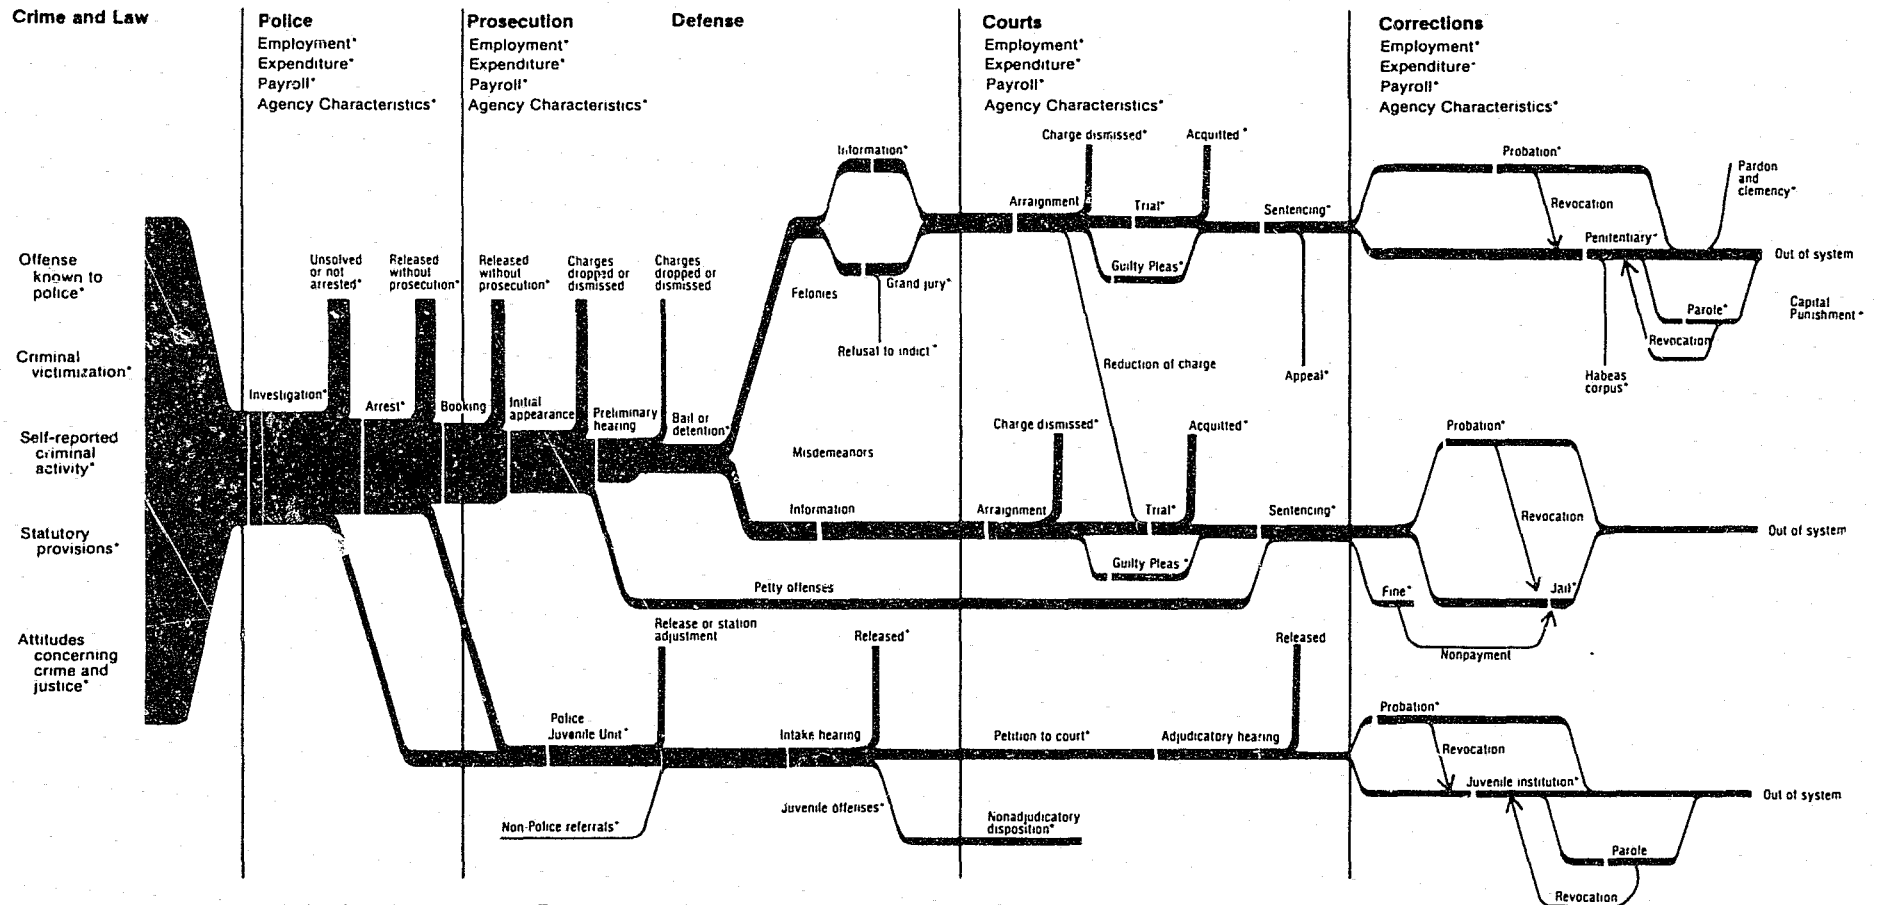 Crime and Law
Police
Employment*
Expenditure*
Payroll*
Agency Characteristics*
Prosecution
Employment*
Expenditure*
Payroll*
Agency Characteristics*
Defense
Courts
Employment*
Expenditure*
Payroll*
Agency Characteristics*
Corrections
Employment*
Expenditure*
Payroll*
Agency Characteristics*
Offense
known to
police*
Criminal
victimization*
Self-reported
criminal
activity*
Statutory
provisions*
Attitudes
concerning
crime and
justice*
Investigation*
Unsolved
or not
arrested*
Arrest*
Released
without
prosecution*
Booking
Released
without
prosecution*
Initial
appearance
Charges
dropped or
dismissed
Preliminary
hearing
Charges
dropped or
dismissed
Bail or
detention*
Felonies
Information*
Grand jury*
Refusal to indict*
Arraignment
Charge dismissed*
Trial*
Acquitted*
Guilty Pleas*
Sentencing*
Appeal*
Reduction of charge
Probation*
Revocation
Penitentiary*
Pardon
and
clemency*
Out of system
Capital
Punishment*
Parole*
Revocation
Habeas
corpus*
Misdemeanors
Information
Arraignment
Charge dismissed*
Trial*
Acquitted*
Guilty Pleas*
Sentencing*
Probation*
Revocation
Fine*
Jail*
Nonpayment
Out of system
Petty offenses
Police
Juvenile Unit*
Release or station
adjustment
Non-Police referrals*
Intake hearing
Released*
Juvenile offenses*
Nonadjudicatory
disposition*
Petition to court*
Adjudicatory hearing
Released
Probation*
Revocation
Juvenile institution*
Out of system
Parole
Revocation